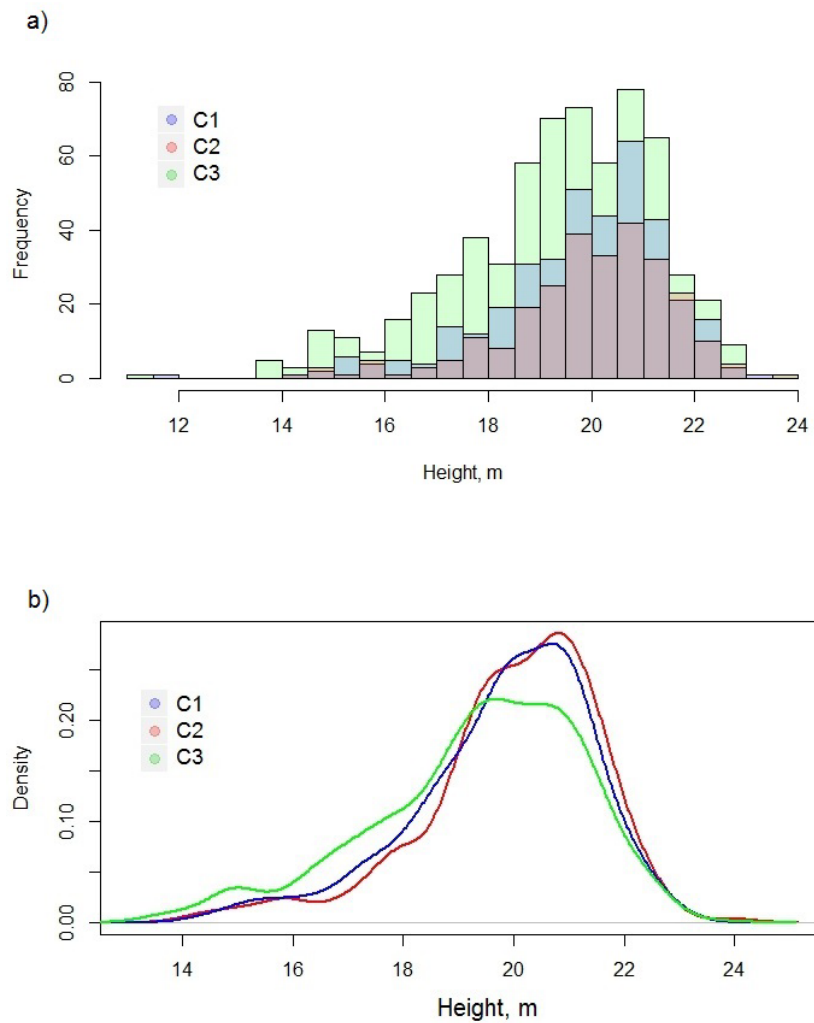 a)
80
60
40
20
0
Frequency
C1
C2
C3
12 14 16 18 20 22 24
Height, m
b)
0.20
0.10
0.00
Density
C1
C2
C3
14 16 18 20 22 24
Height, m